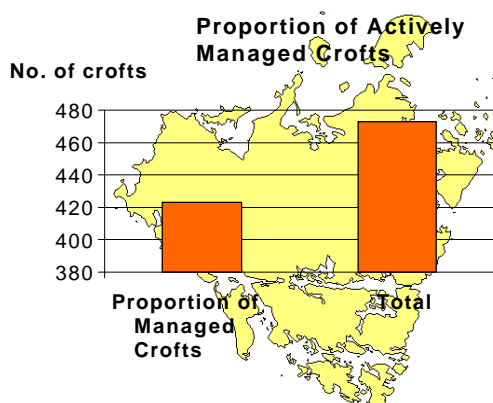 Proportion of Actively
Managed Crofts
No. of crofts
480
460
440
420
400
380
Proportion of
Managed
Crofts
Total